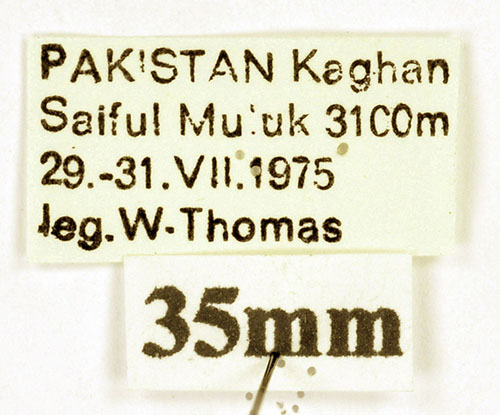 PAKISTAN Kaghan
Saiful Muluk 3100m
29.-31.VII.1975
leg.W-Thomas
35mm